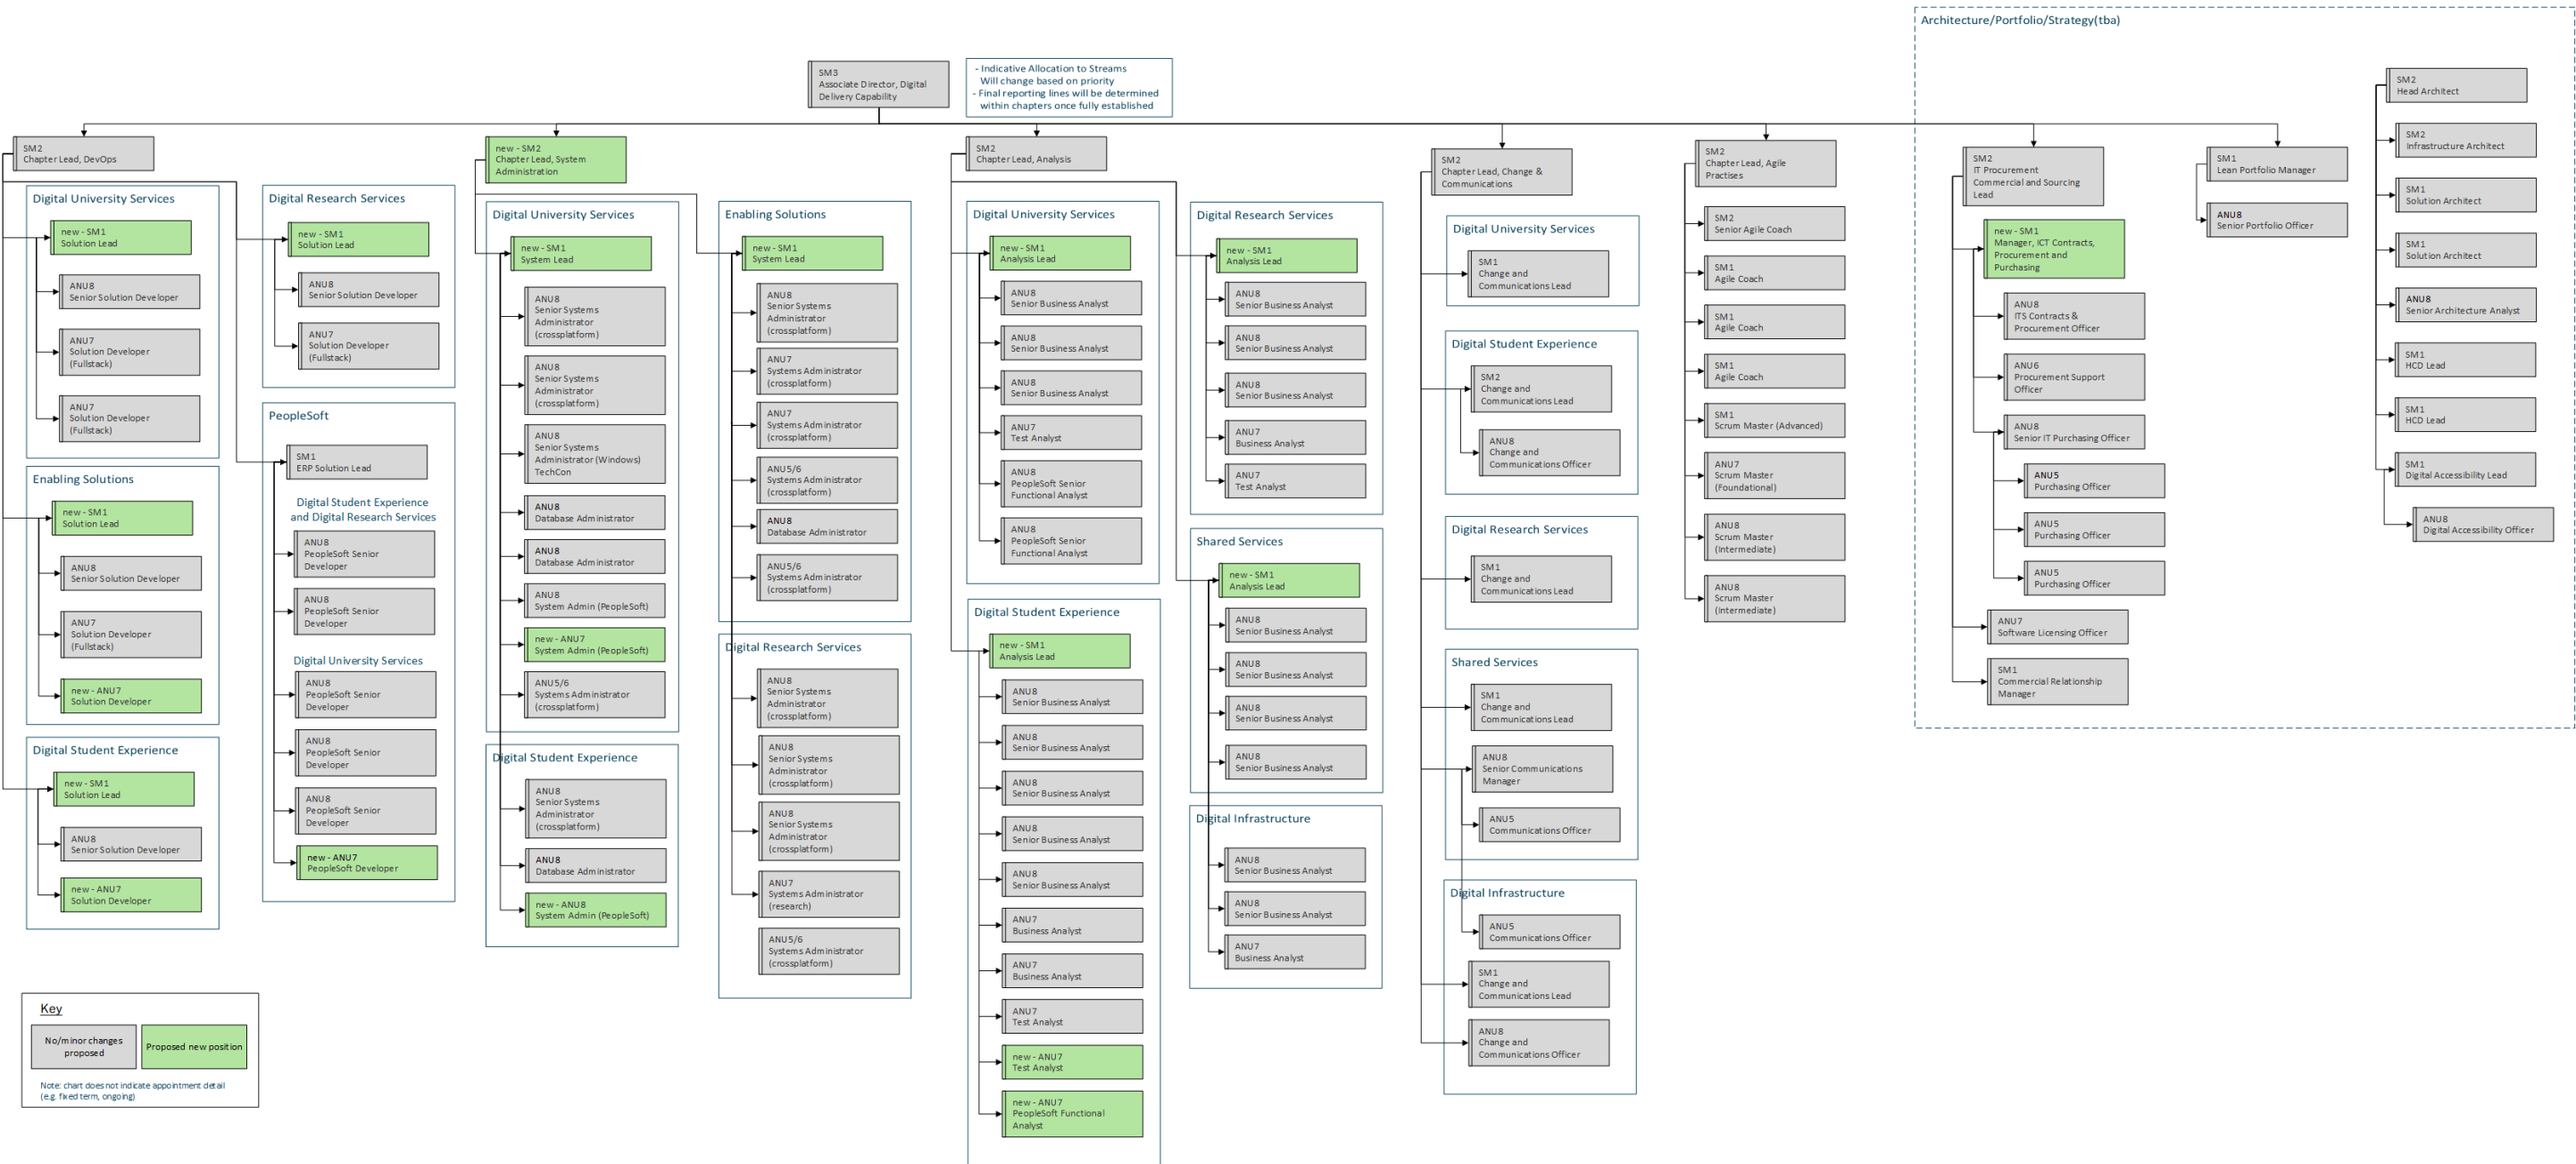 Architecture/Portfolio/Strategy(tba)
SM3
Associate Director, Digital
Delivery Capability
- Indicative Allocation to Streams
Will change based on priority
- Final reporting lines will be determined
within chapters once fully established
SM2
Chapter Lead, DevOps
Digital University Services
new - SM1
Solution Lead
ANU8
Senior Solution Developer
ANU7
Solution Developer
(Fullstack)
ANU7
Solution Developer
(Fullstack)
Enabling Solutions
new - SM1
Solution Lead
ANU8
Senior Solution Developer
ANU7
Solution Developer
(Fullstack)
new - ANU7
Solution Developer
Digital Student Experience
new - SM1
Solution Lead
ANU8
Senior Solution Developer
new - ANU7
Solution Developer
Digital Research Services
new - SM1
Solution Lead
ANU8
Senior Solution Developer
ANU7
Solution Developer
(Fullstack)
PeopleSoft
SM1
ERP Solution Lead
Digital Student Experience
and Digital Research Services
ANU8
PeopleSoft Senior
Developer
ANU8
PeopleSoft Senior
Developer
Digital University Services
ANU8
PeopleSoft Senior
Developer
ANU8
PeopleSoft Senior
Developer
ANU8
PeopleSoft Senior
Developer
new - ANU7
PeopleSoft Developer
new - SM2
Chapter Lead, System
Administration
Digital University Services
new - SM1
System Lead
ANU8
Senior Systems
Administrator
(crossplatform)
ANU8
Senior Systems
Administrator
(crossplatform)
ANU8
Senior Systems
Administrator (Windows)
TechCon
ANU8
Database Administrator
ANU8
Database Administrator
ANU8
System Admin (PeopleSoft)
new - ANU7
System Admin (PeopleSoft)
ANU5/6
Systems Administrator
(crossplatform)
Digital Student Experience
ANU8
Senior Systems
Administrator
(crossplatform)
ANU8
Database Administrator
new - ANU8
System Admin (PeopleSoft)
Enabling Solutions
new - SM1
System Lead
ANU8
Senior Systems
Administrator
(crossplatform)
ANU7
Systems Administrator
(crossplatform)
ANU7
Systems Administrator
(crossplatform)
ANU5/6
Systems Administrator
(crossplatform)
ANU8
Database Administrator
ANU5/6
Systems Administrator
(crossplatform)
Digital Research Services
ANU8
Senior Systems
Administrator
(crossplatform)
ANU8
Senior Systems
Administrator
(crossplatform)
ANU8
Senior Systems
Administrator
(crossplatform)
ANU7
Systems Administrator
(research)
ANU5/6
Systems Administrator
(crossplatform)
SM2
Chapter Lead, Analysis
Digital University Services
new - SM1
Analysis Lead
ANU8
Senior Business Analyst
ANU8
Senior Business Analyst
ANU8
Senior Business Analyst
ANU7
Test Analyst
ANU8
PeopleSoft Senior
Functional Analyst
ANU8
PeopleSoft Senior
Functional Analyst
Digital Student Experience
new - SM1
Analysis Lead
ANU8
Senior Business Analyst
ANU8
Senior Business Analyst
ANU8
Senior Business Analyst
ANU8
Senior Business Analyst
ANU8
Senior Business Analyst
ANU7
Business Analyst
ANU7
Business Analyst
ANU7
Test Analyst
new - ANU7
Test Analyst
new - ANU7
PeopleSoft Functional
Analyst
Digital Research Services
new - SM1
Analysis Lead
ANU8
Senior Business Analyst
ANU8
Senior Business Analyst
ANU8
Senior Business Analyst
ANU7
Business Analyst
ANU7
Test Analyst
Shared Services
new - SM1
Analysis Lead
ANU8
Senior Business Analyst
ANU8
Senior Business Analyst
ANU8
Senior Business Analyst
ANU8
Senior Business Analyst
Digital Infrastructure
ANU8
Senior Business Analyst
ANU8
Senior Business Analyst
ANU7
Business Analyst
SM2
Chapter Lead, Change &
Communications
Digital University Services
SM1
Change and
Communications Lead
Digital Student Experience
SM2
Change and
Communications Lead
ANU8
Change and
Communications Officer
Digital Research Services
SM1
Change and
Communications Lead
Shared Services
SM1
Change and
Communications Lead
ANU8
Senior Communications
Manager
ANU5
Communications Officer
Digital Infrastructure
ANU5
Communications Officer
SM1
Change and
Communications Lead
ANU8
Change and
Communications Officer
SM2
Chapter Lead, Agile
Practises
SM2
Senior Agile Coach
SM1
Agile Coach
SM1
Agile Coach
SM1
Agile Coach
SM1
Scrum Master (Advanced)
ANU7
Scrum Master
(Foundational)
ANU8
Scrum Master
(Intermediate)
ANU8
Scrum Master
(Intermediate)
SM2
IT Procurement
Commercial and Sourcing
Lead
new - SM1
Manager, ICT Contracts,
Procurement and
Purchasing
ANU8
ITS Contracts &
Procurement Officer
ANU6
Procurement Support
Officer
ANU8
Senior IT Purchasing Officer
ANU5
Purchasing Officer
ANU5
Purchasing Officer
ANU5
Purchasing Officer
ANU7
Software Licensing Officer
SM1
Commercial Relationship
Manager
SM1
Lean Portfolio Manager
ANU8
Senior Portfolio Officer
SM2
Head Architect
SM2
Infrastructure Architect
SM1
Solution Architect
SM1
Solution Architect
ANU8
Senior Architecture Analyst
SM1
HCD Lead
SM1
HCD Lead
SM1
Digital Accessibility Lead
ANU8
Digital Accessibility Officer
Key
No/minor changes
proposed
Proposed new position
Note: chart does not indicate appointment detail
(e.g. fixed term, ongoing)